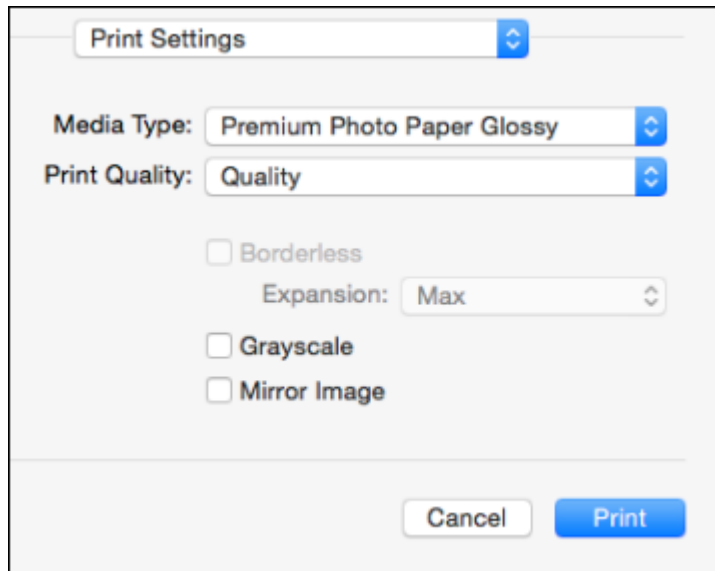 Print Settings
Media Type: Premium Photo Paper Glossy
Print Quality: Quality
Borderless
Expansion: Max
Grayscale
Mirror Image
Cancel Print